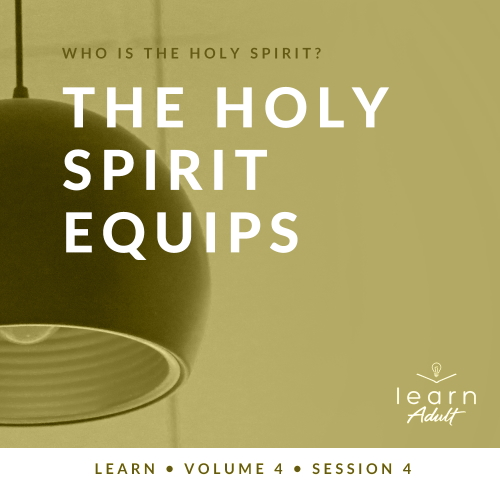 WHO IS THE HOLY SPIRIT?
THE HOLY
SPIRIT
EQUIPS
learn
Adult
LEARN • VOLUME 4 • SESSION 4